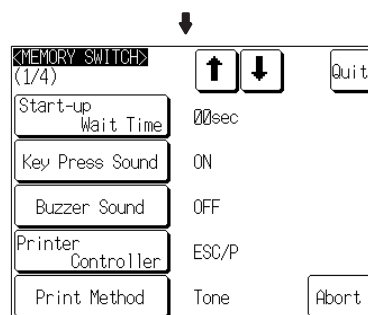 <MEMORY SWITCH>
(1/4)
Quit
Start-up
Wait Time
00sec
Key Press Sound
ON
Buzzer Sound
OFF
Printer
Controller
ESC/P
Print Method
Tone
Abort